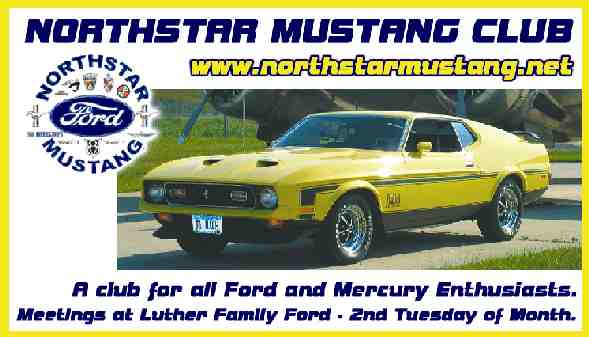 NORTHSTAR MUSTANG CLUB
www.northstarmustang.net
NORTHSTAR
Ford
MUSTANG
A club for all Ford and Mercury Enthusiasts.
Meetings at Luther Family Ford - 2nd Tuesday of Month.